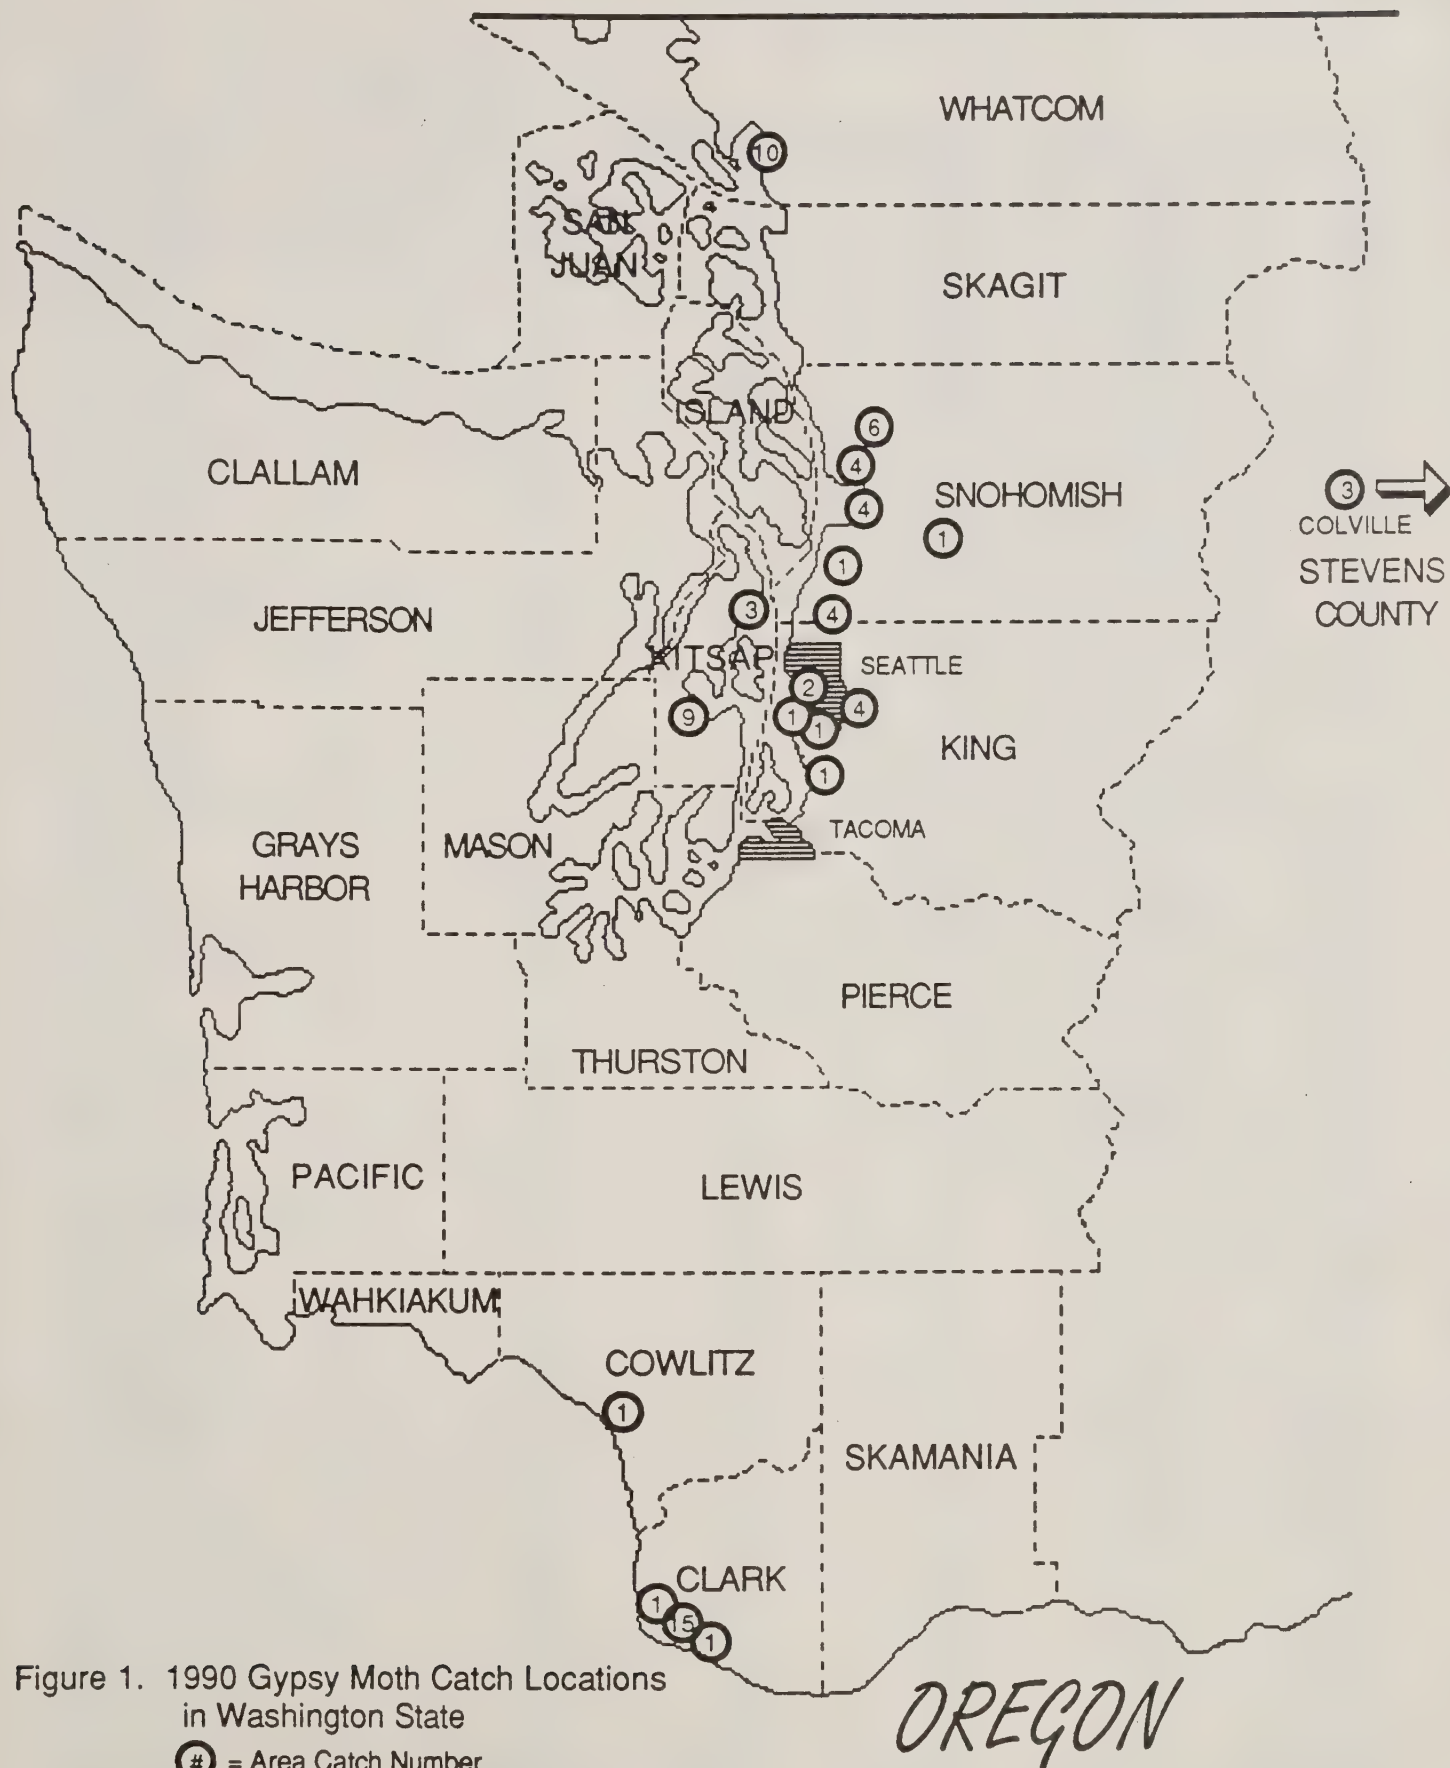 WHATCOM
10
SAN
JUAN
SKAGIT
ISLAND
6
4
CLALLAM
4
SNOHOMISH
3
COLVILLE
1
1
STEVENS
COUNTY
JEFFERSON
3
4
KITSAP
SEATTLE
2
9
1
4
1
KING
1
TACOMA
GRAYS
HARBOR
MASON
PIERCE
THURSTON
PACIFIC
LEWIS
WAHKIAKUM
COWLITZ
1
SKAMANIA
CLARK
1
15
1
Figure 1. 1990 Gypsy Moth Catch Locations
in Washington State
# = Area Catch Number
OREGON